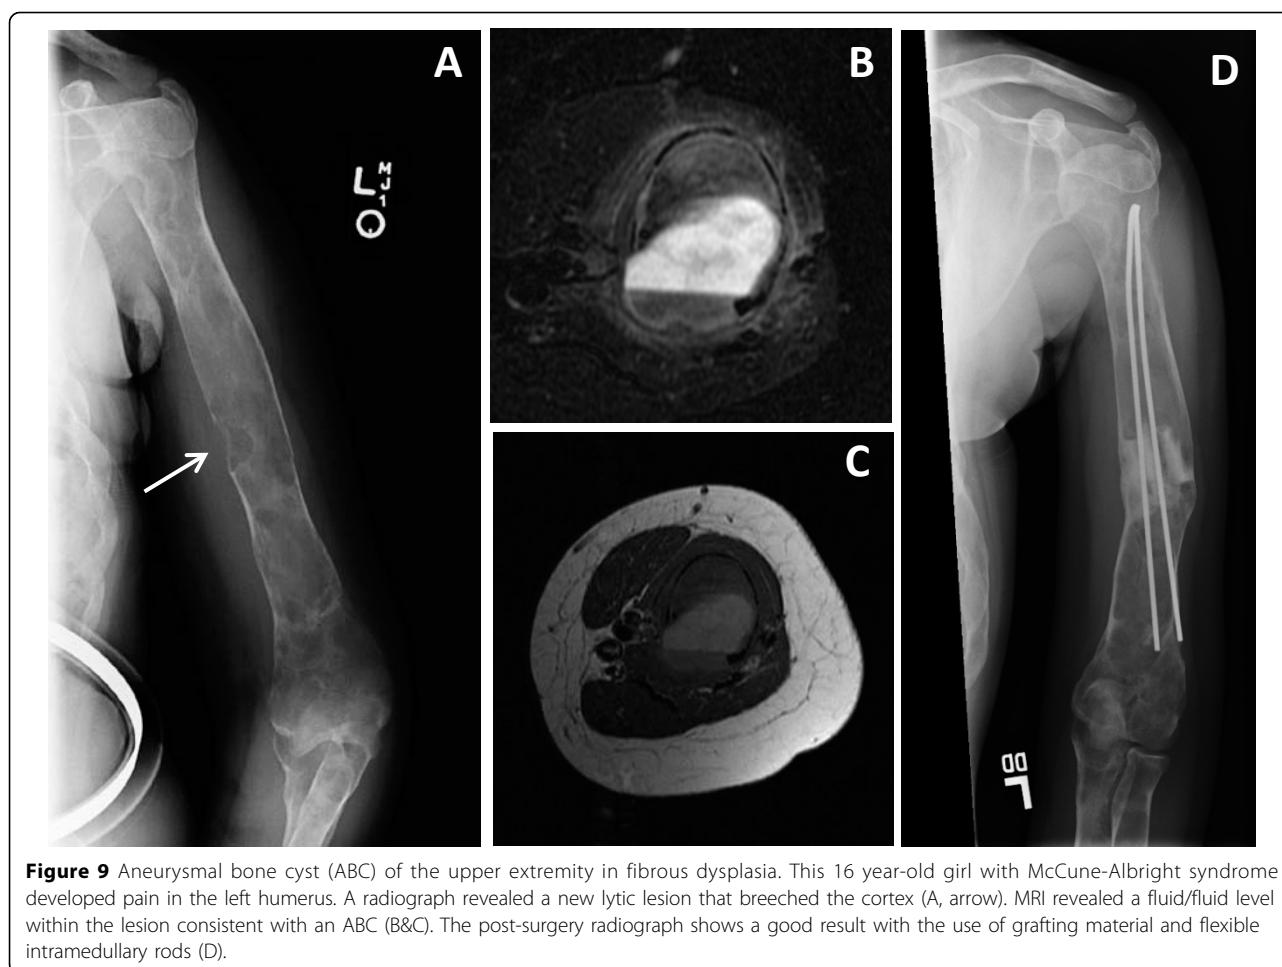 A
B
D
L
M
J
1
C
DD
L
Figure 9 Aneurysmal bone cyst (ABC) of the upper extremity in fibrous dysplasia. This 16 year-old girl with McCune-Albright syndrome
developed pain in the left humerus. A radiograph revealed a new lytic lesion that breeched the cortex (A, arrow). MRI revealed a fluid/fluid level
within the lesion consistent with an ABC (B&C). The post-surgery radiograph shows a good result with the use of grafting material and flexible
intramedullary rods (D).